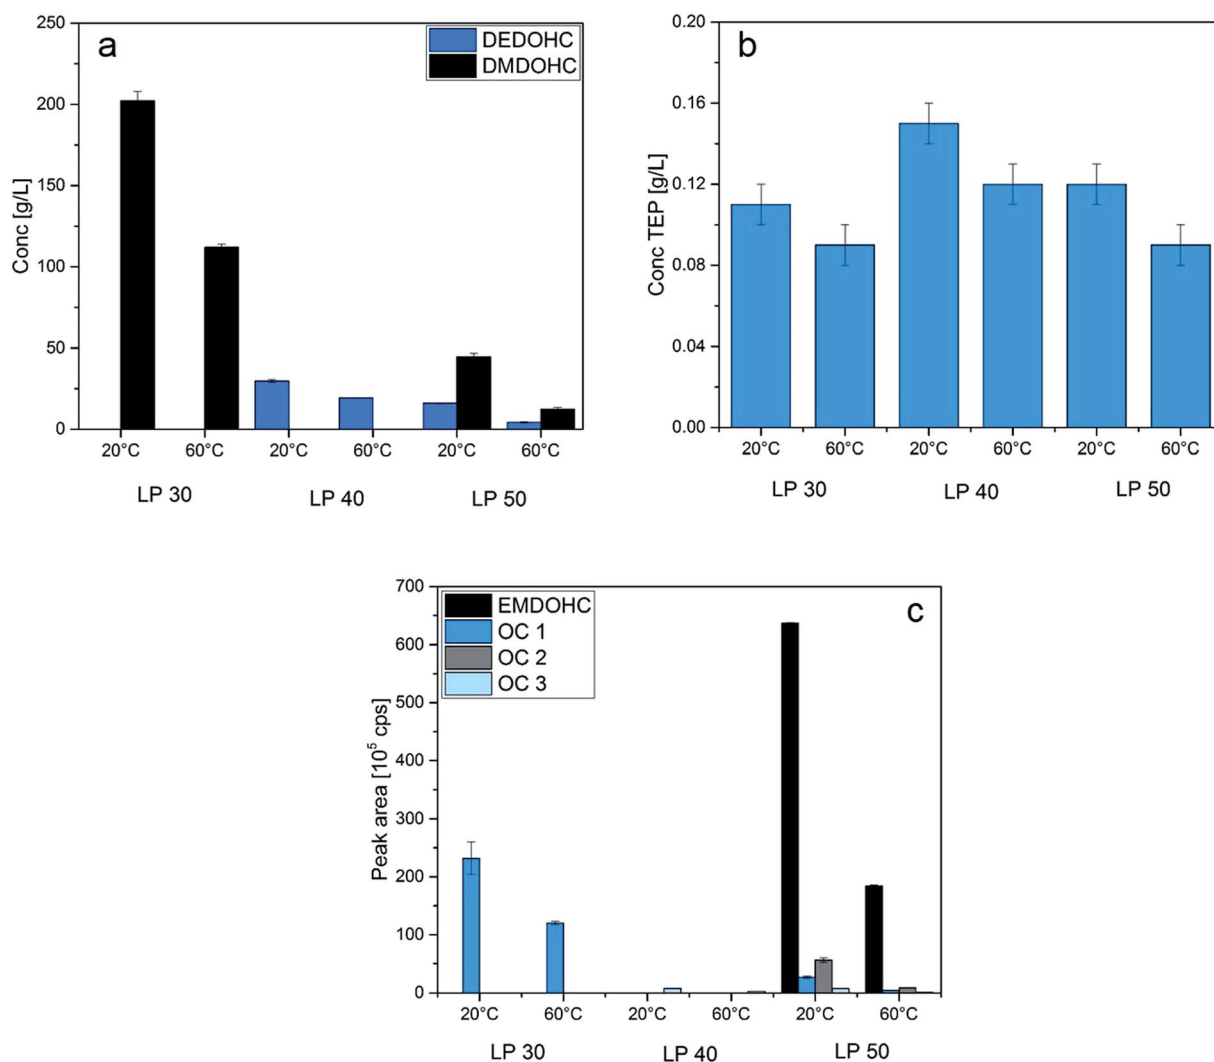 a
DEDOHC
DMDOHC
Conc [g/L]
250
200
150
100
50
0
20°C 60°C 20°C 60°C 20°C 60°C
LP 30 LP 40 LP 50
b
Conc TEP [g/L]
0.20
0.16
0.12
0.08
0.04
0.00
20°C 60°C 20°C 60°C 20°C 60°C
LP 30 LP 40 LP 50
c
EMDOHC
OC 1
OC 2
OC 3
Peak area [10⁵ cps]
700
600
500
400
300
200
100
0
20°C 60°C 20°C 60°C 20°C 60°C
LP 30 LP 40 LP 50